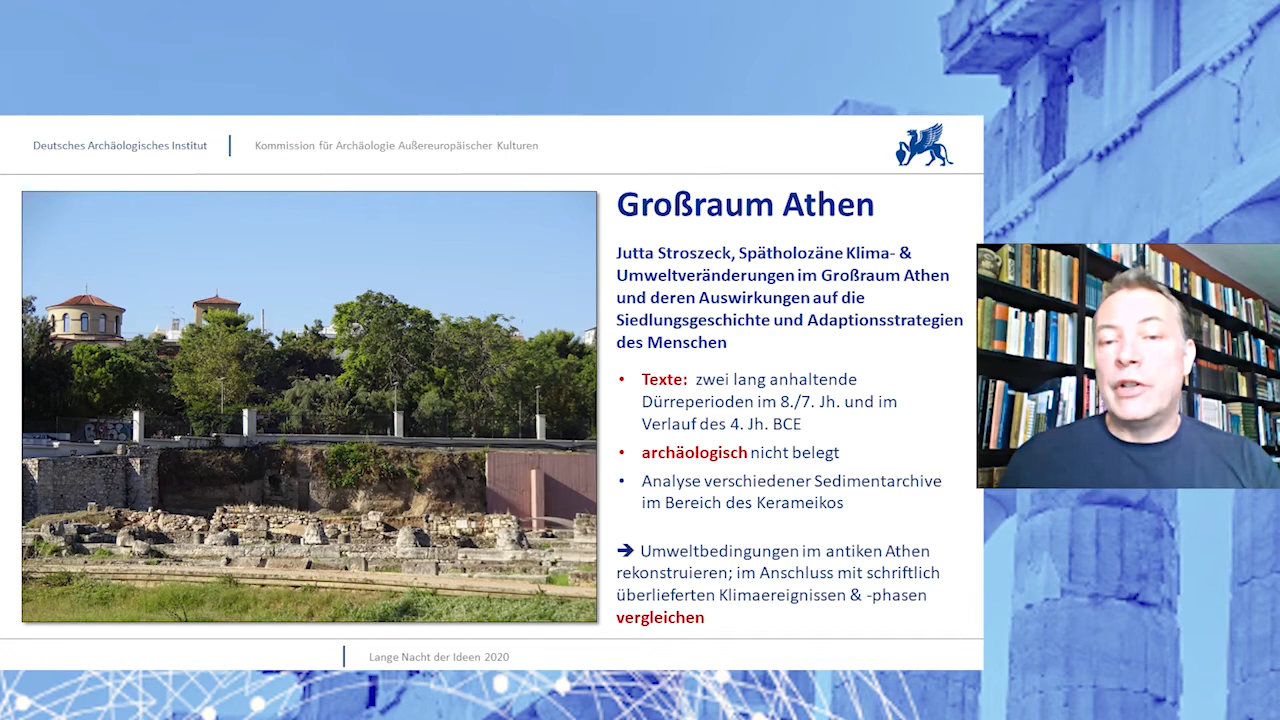 Deutsches Archäologisches Institut
Kommission für Archäologie Außereuropäischer Kulturen
Großraum Athen
Jutta Stroszeck, Spätholozäne Klima- &
Umweltveränderungen im Großraum Athen
und deren Auswirkungen auf die
Siedlungsgeschichte und Adaptionsstrategien
des Menschen
• Texte: zwei lang anhaltende
Dürreperioden im 8./7. Jh. und im
Verlauf des 4. Jh. BCE
• archäologisch nicht belegt
• Analyse verschiedener Sedimentarchive
im Bereich des Kerameikos
➔ Umweltbedingungen im antiken Athen
rekonstruieren; im Anschluss mit schriftlich
überlieferten Klimaereignissen & -phasen
vergleichen
Lange Nacht der Ideen 2020